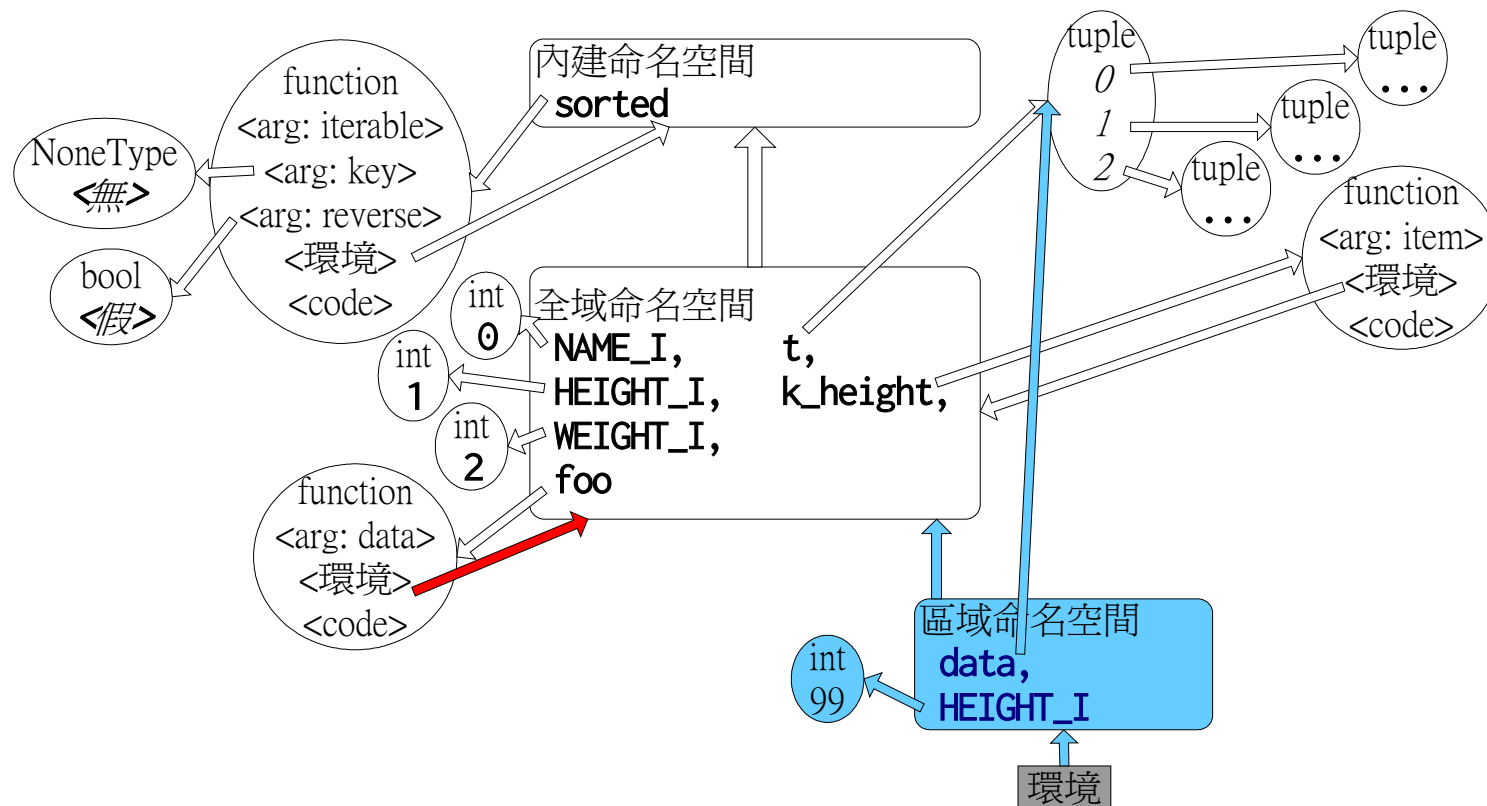 內建命名空間
sorted
function
<arg: iterable>
<arg: key>
<arg: reverse>
<環境>
<code>
NoneType
<無>
bool
<假>
tuple
0
1
2
tuple
...
tuple
...
tuple
...
function
<arg: item>
<環境>
<code>
全域命名空間
NAME_I, t,
HEIGHT_I, k_height,
WEIGHT_I,
foo
int
0
int
1
int
2
function
<arg: data>
<環境>
<code>
區域命名空間
data,
HEIGHT_I
int
99
環境